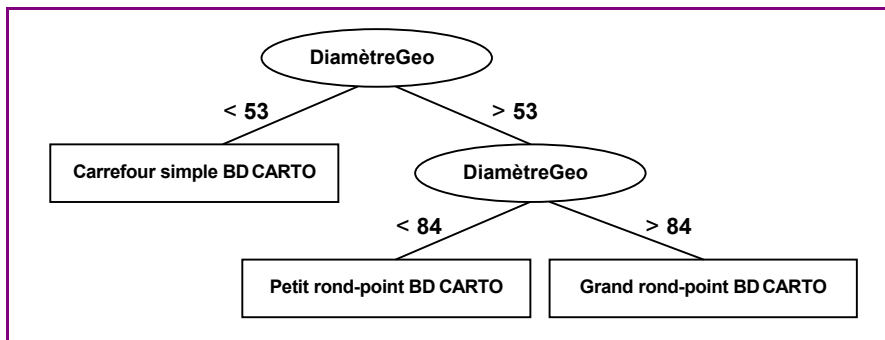 DiamètreGeo
< 53
> 53
Carrefour simple BD CARTO
DiamètreGeo
< 84
> 84
Petit rond-point BD CARTO
Grand rond-point BD CARTO